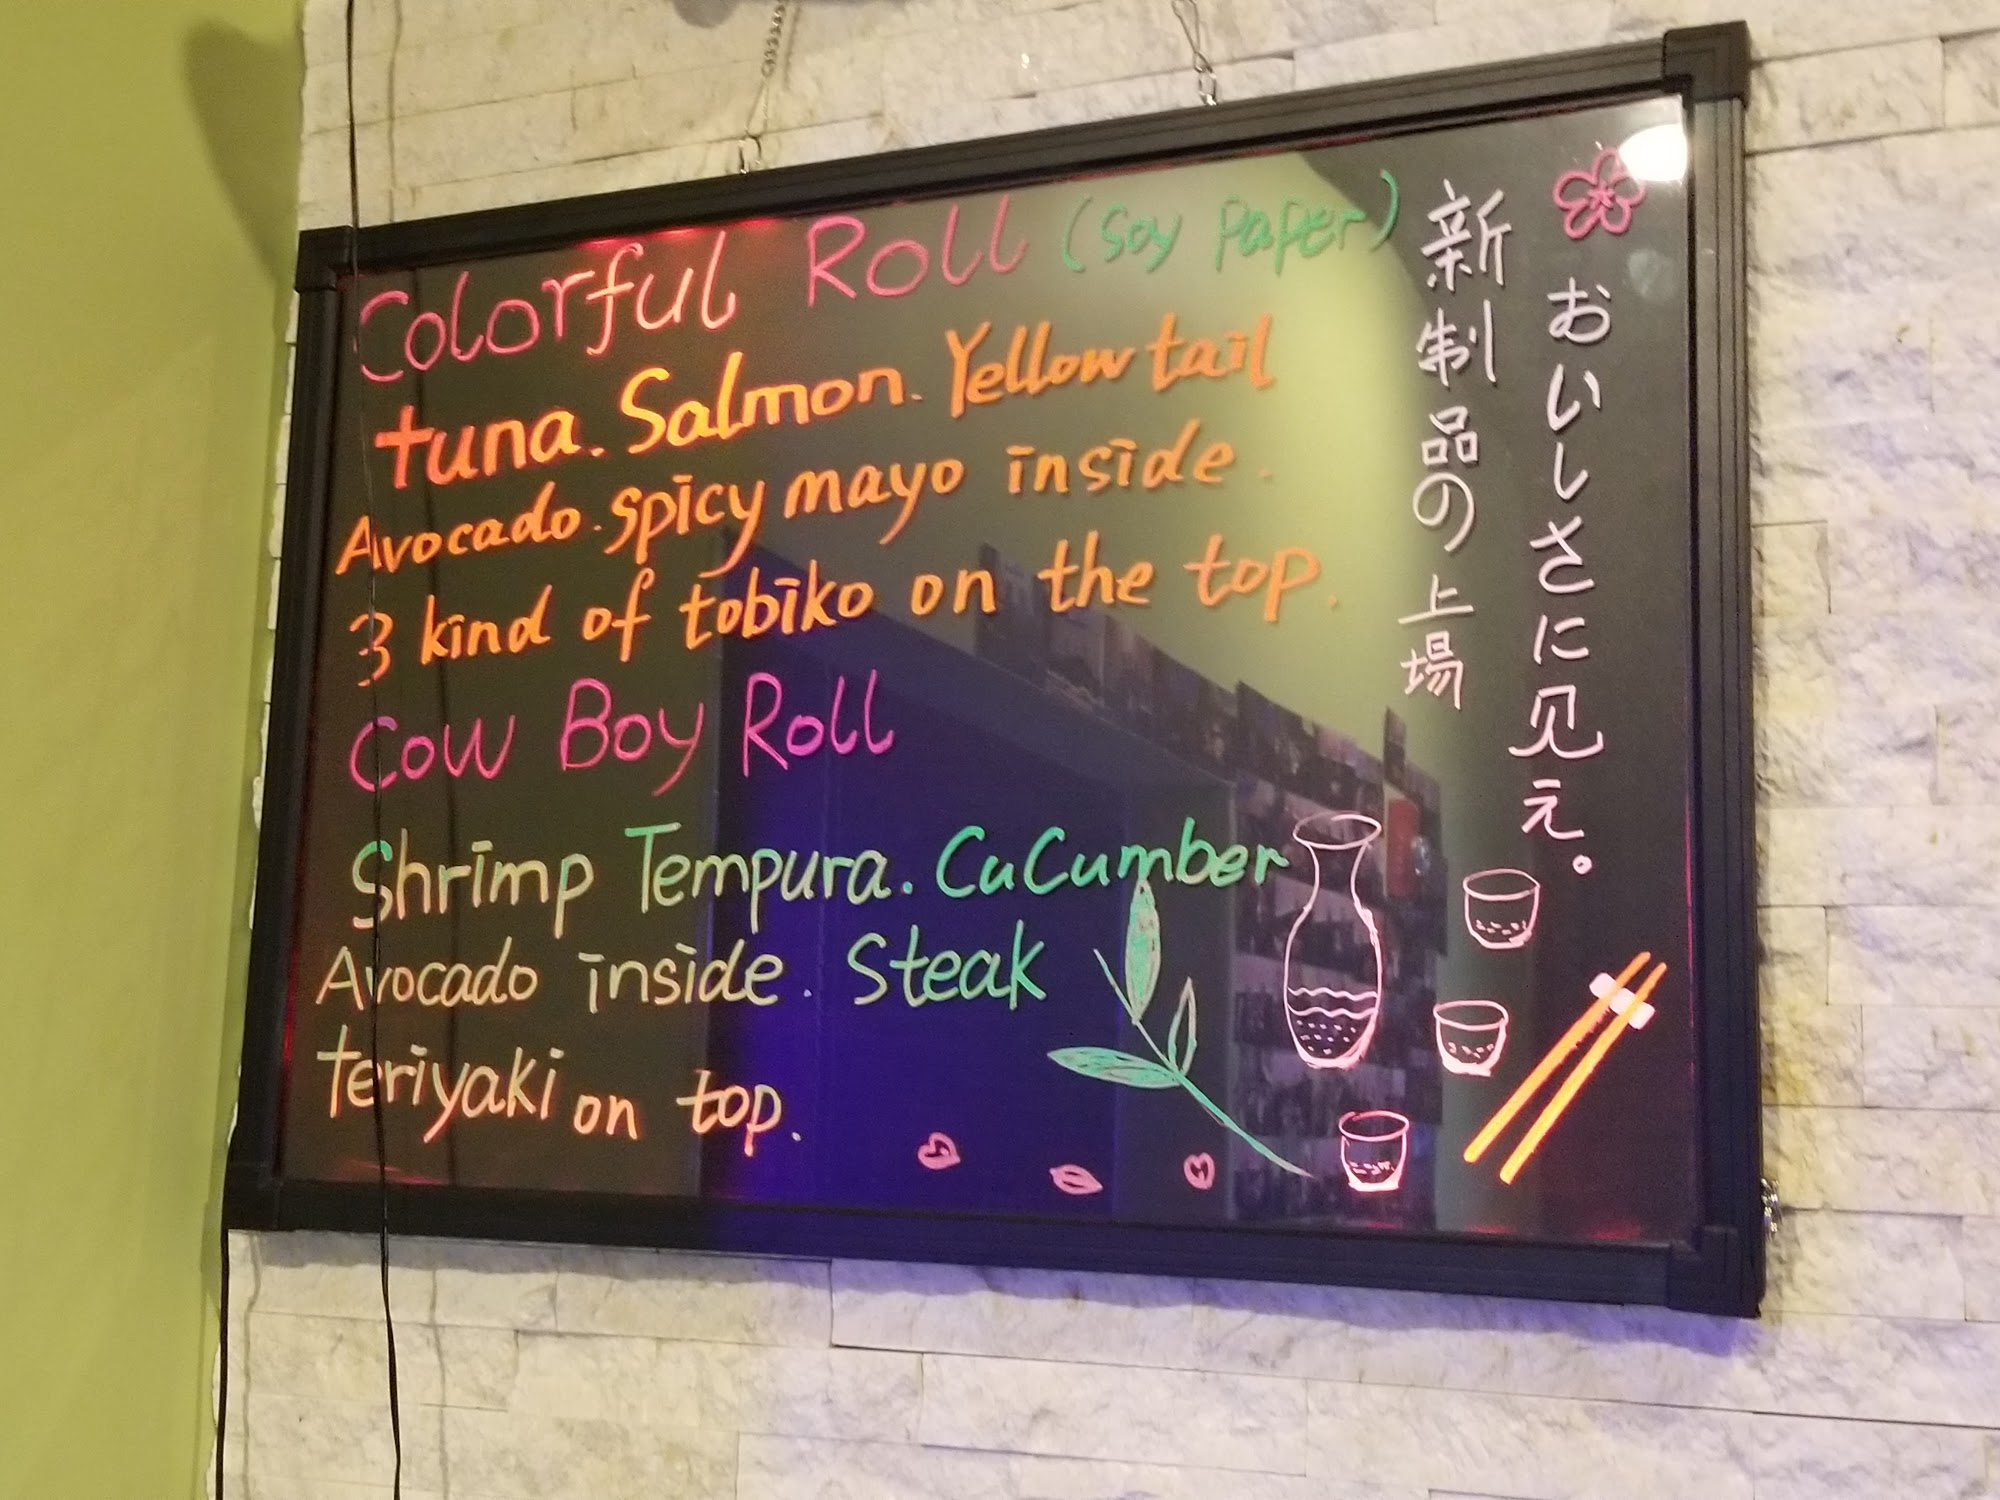 Colorful Roll (Soy Paper)
tuna. Salmon. Yellow tail
Avocado. spicy mayo inside.
3 kind of tobiko on the top.
Cow Boy Roll
Shrimp Tempura. CuCumber
Avocado inside. Steak
teriyaki on top.
おいしさに见え。
新制品の上場